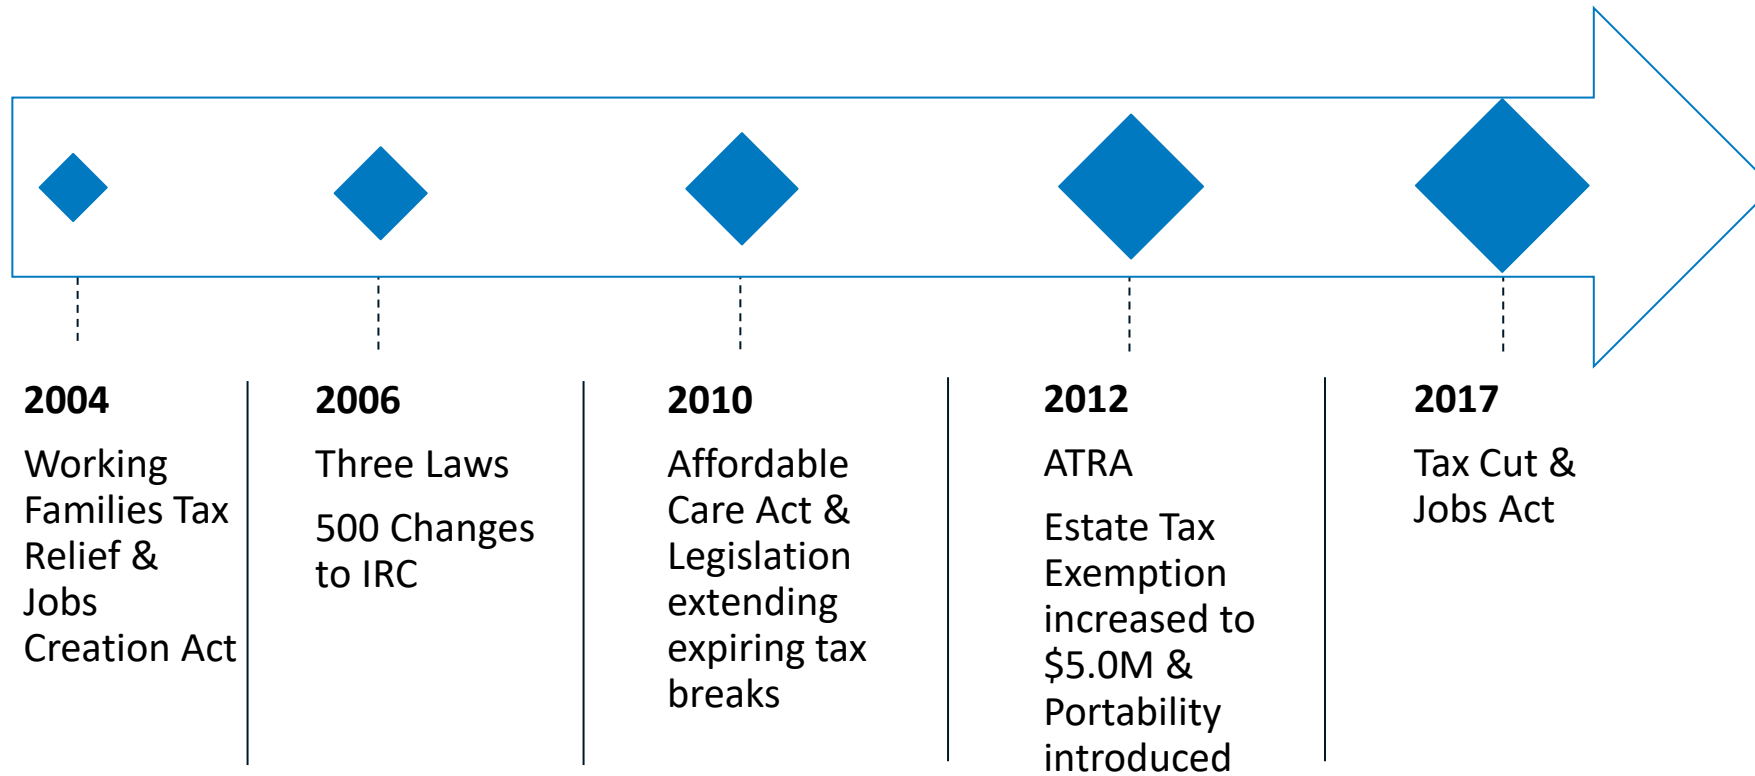 2004
Working
Families Tax
Relief &
Jobs
Creation Act
2006
Three Laws
500 Changes
to IRC
2010
Affordable
Care Act &
Legislation
extending
expiring tax
breaks
2012
ATRA
Estate Tax
Exemption
increased to
$5.0M &
Portability
introduced
2017
Tax Cut &
Jobs Act